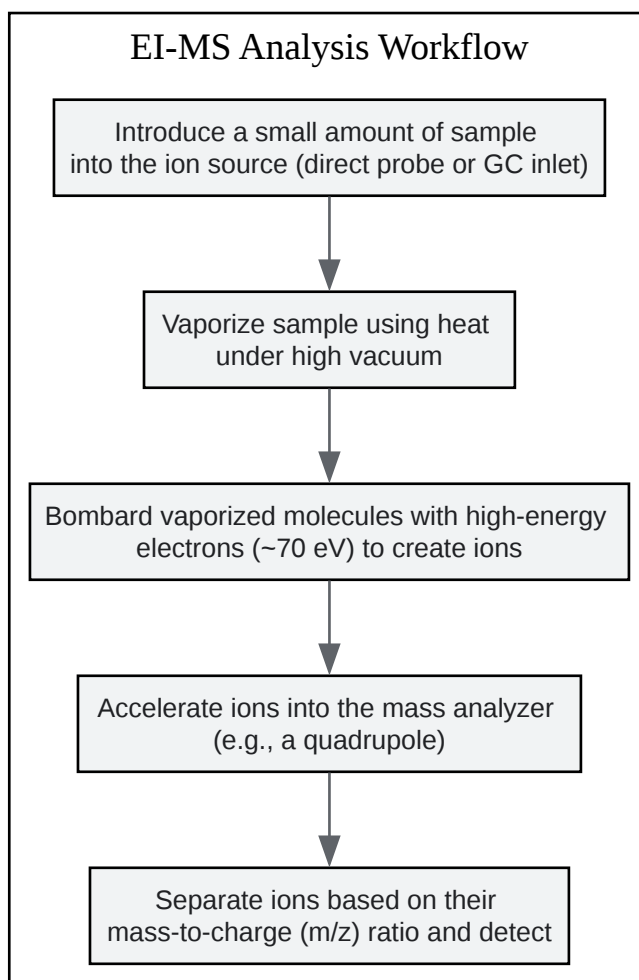 EI-MS Analysis Workflow
Introduce a small amount of sample
into the ion source (direct probe or GC inlet)
Vaporize sample using heat
under high vacuum
Bombard vaporized molecules with high-energy
electrons (~70 eV) to create ions
Accelerate ions into the mass analyzer
(e.g., a quadrupole)
Separate ions based on their
mass-to-charge (m/z) ratio and detect